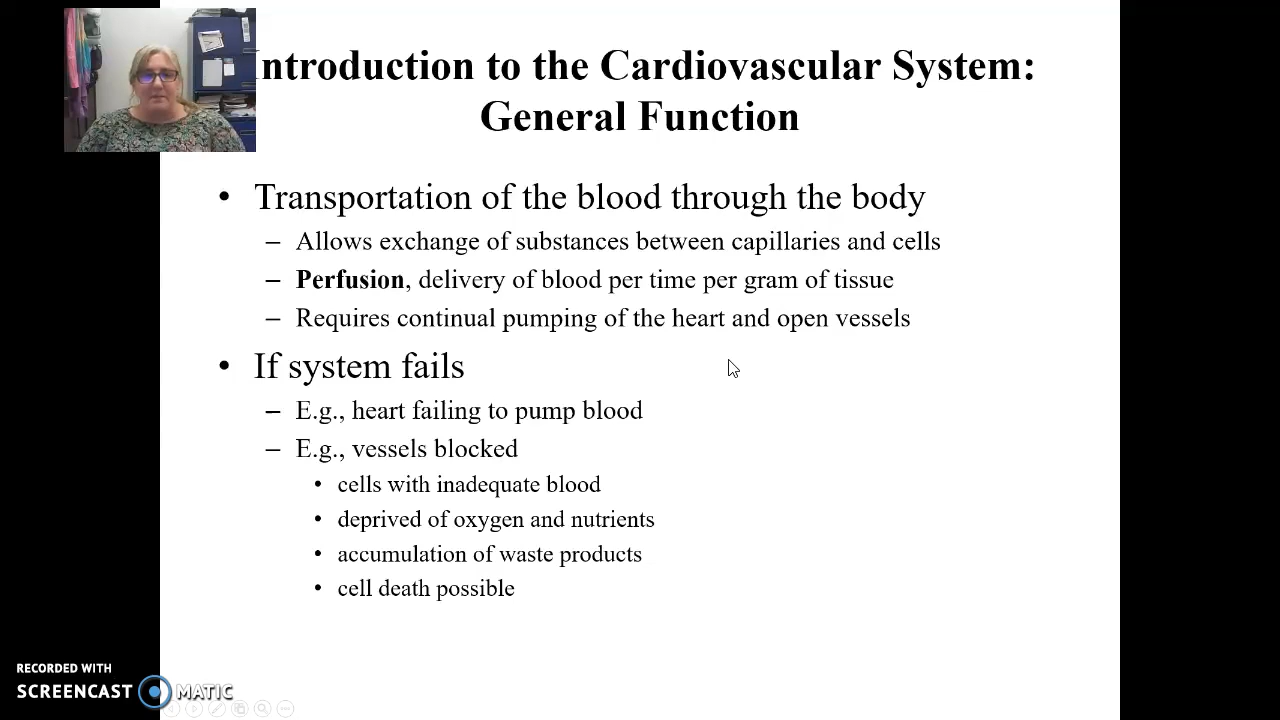 ntroduction to the Cardiovascular System:
General Function
• Transportation of the blood through the body
– Allows exchange of substances between capillaries and cells
– Perfusion, delivery of blood per time per gram of tissue
– Requires continual pumping of the heart and open vessels
• If system fails
– E.g., heart failing to pump blood
– E.g., vessels blocked
• cells with inadequate blood
• deprived of oxygen and nutrients
• accumulation of waste products
• cell death possible
RECORDED WITH
SCREENCAST MATIC